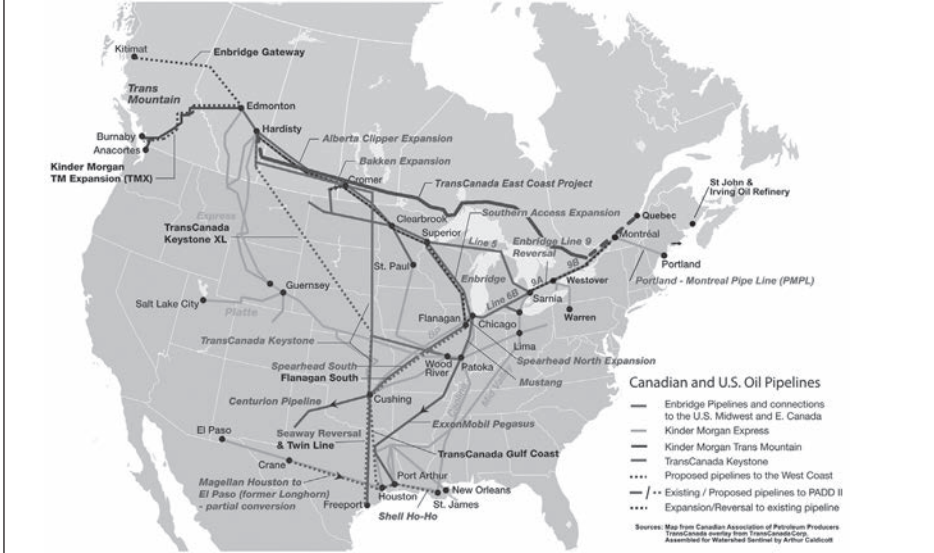 Kitimat
Enbridge Gateway
Trans
Mountain
Edmonton
Burnaby
Anacortes
Hardisty
Alberta Clipper Expansion
Kinder Morgan
TM Expansion (TMX)
Bakken Expansion
Cromer
TransCanada East Coast Project
St John &
Irving Oil Refinery
Express
TransCanada
Keystone XL
Clearbrook
Southern Access Expansion
Quebec
Superior
Line 5
Enbridge Line 9
Reversal
9B
Montréal
St. Paul
Enbridge
9A
Westover
Portland
Portland - Montreal Pipe Line (PMPL)
Guernsey
Salt Lake City
Line 6B
Sarnia
Platte
Flanagan
Chicago
Warren
TransCanada Keystone
Lima
Spearhead North Expansion
Spearhead South
Flanagan South
Wood
River
Patoka
Mustang
Centurion Pipeline
Cushing
ExxonMobil Pegasus
El Paso
Seaway Reversal
& Twin Line
TransCanada Gulf Coast
Crane
Magellan Houston to
El Paso (former Longhorn)
- partial conversion
Port Arthur
Houston
New Orleans
St. James
Freeport
Shell Ho-Ho
Canadian and U.S. Oil Pipelines
Enbridge Pipelines and connections
to the U.S. Midwest and E. Canada
Kinder Morgan Express
Kinder Morgan Trans Mountain
TransCanada Keystone
Proposed pipelines to the West Coast
Existing / Proposed pipelines to PADD II
Expansion/Reversal to existing pipeline
Sources: Map from Canadian Association of Petroleum Producers
TransCanada overlay from TransCanada Corp.
Assembled for Watershed Sentinel by Arthur Caldicott